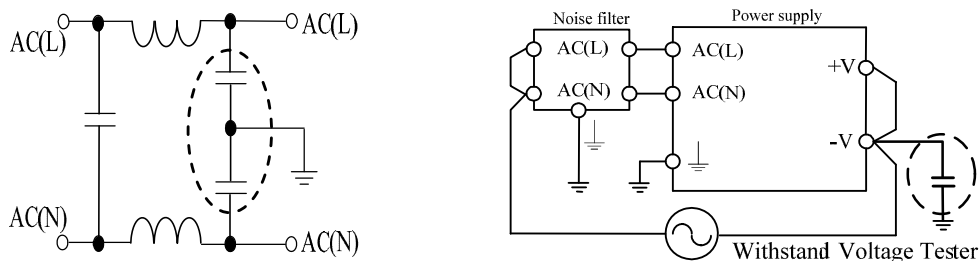 AC(L)
AC(L)
AC(N)
AC(N)
Noise filter
Power supply
AC(L)
AC(L)
+V
AC(N)
AC(N)
-V
Withstand Voltage Tester